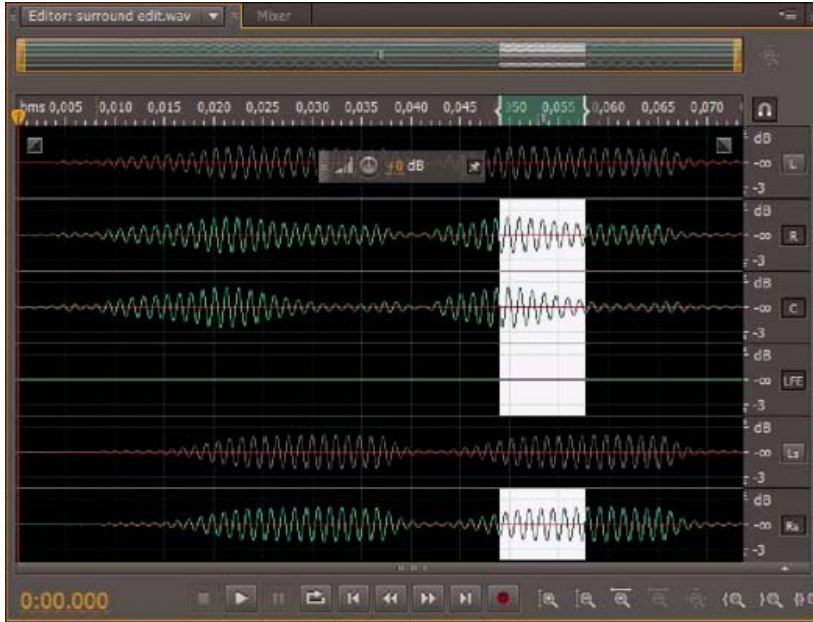 Editor: surround edit.wav Mixer
hms 0,005 0,010 0,015 0,020 0,025 0,030 0,035 0,040 0,045 050 0,055 0,060 0,065 0,070
dB
-∞ L
-3
+0 dB
dB
-∞ R
-3
dB
-∞ C
-3
dB
-∞ LFE
-3
dB
-∞ Ls
-3
dB
-∞ Rs
-3
0:00.000